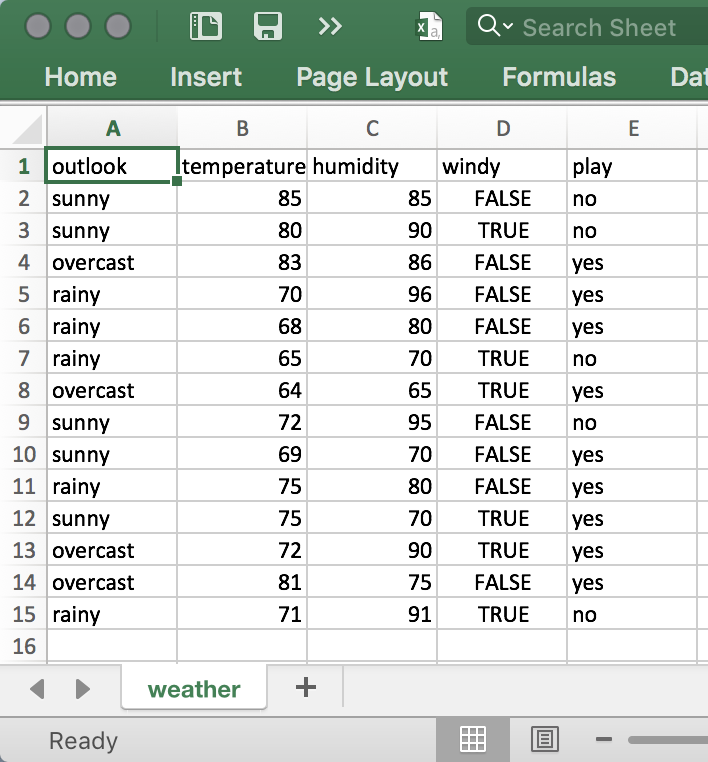 Search Sheet
Home Insert Page Layout Formulas
A B C D E
1 outlook temperature humidity windy play
2 sunny 85 85 FALSE no
3 sunny 80 90 TRUE no
4 overcast 83 86 FALSE yes
5 rainy 70 96 FALSE yes
6 rainy 68 80 FALSE yes
7 rainy 65 70 TRUE no
8 overcast 64 65 TRUE yes
9 sunny 72 95 FALSE no
10 sunny 69 70 FALSE yes
11 rainy 75 80 FALSE yes
12 sunny 75 70 TRUE yes
13 overcast 72 90 TRUE yes
14 overcast 81 75 FALSE yes
15 rainy 71 91 TRUE no
16
weather
Ready